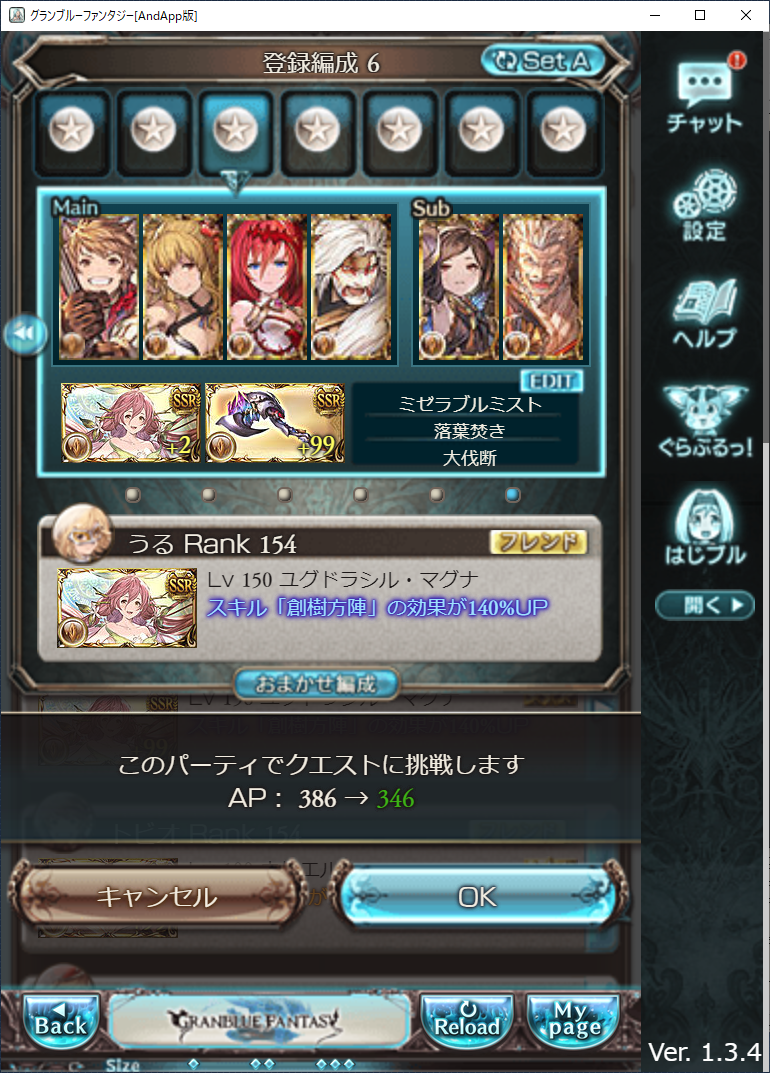 グランブルーファンタジー[AndApp版]
登録編成 6
Set A
Main
Sub
EDIT
SSR
+2
SSR
+99
ミゼラブルミスト
落葉焚き
大伐断
うる Rank 154
フレンド
SSR
Lv 150 ユグドラシル・マグナ
スキル「創樹方陣」の効果が140%UP
おまかせ編成
このパーティでクエストに挑戦します
AP： 386 → 346
トビオ Rank 154
キャンセル
OK
Back
GRANBLUE FANTASY
Reload
My page
Size
チャット
設定
ヘルプ
ぐらぶるっ!
はじブル
開く
Ver. 1.3.4